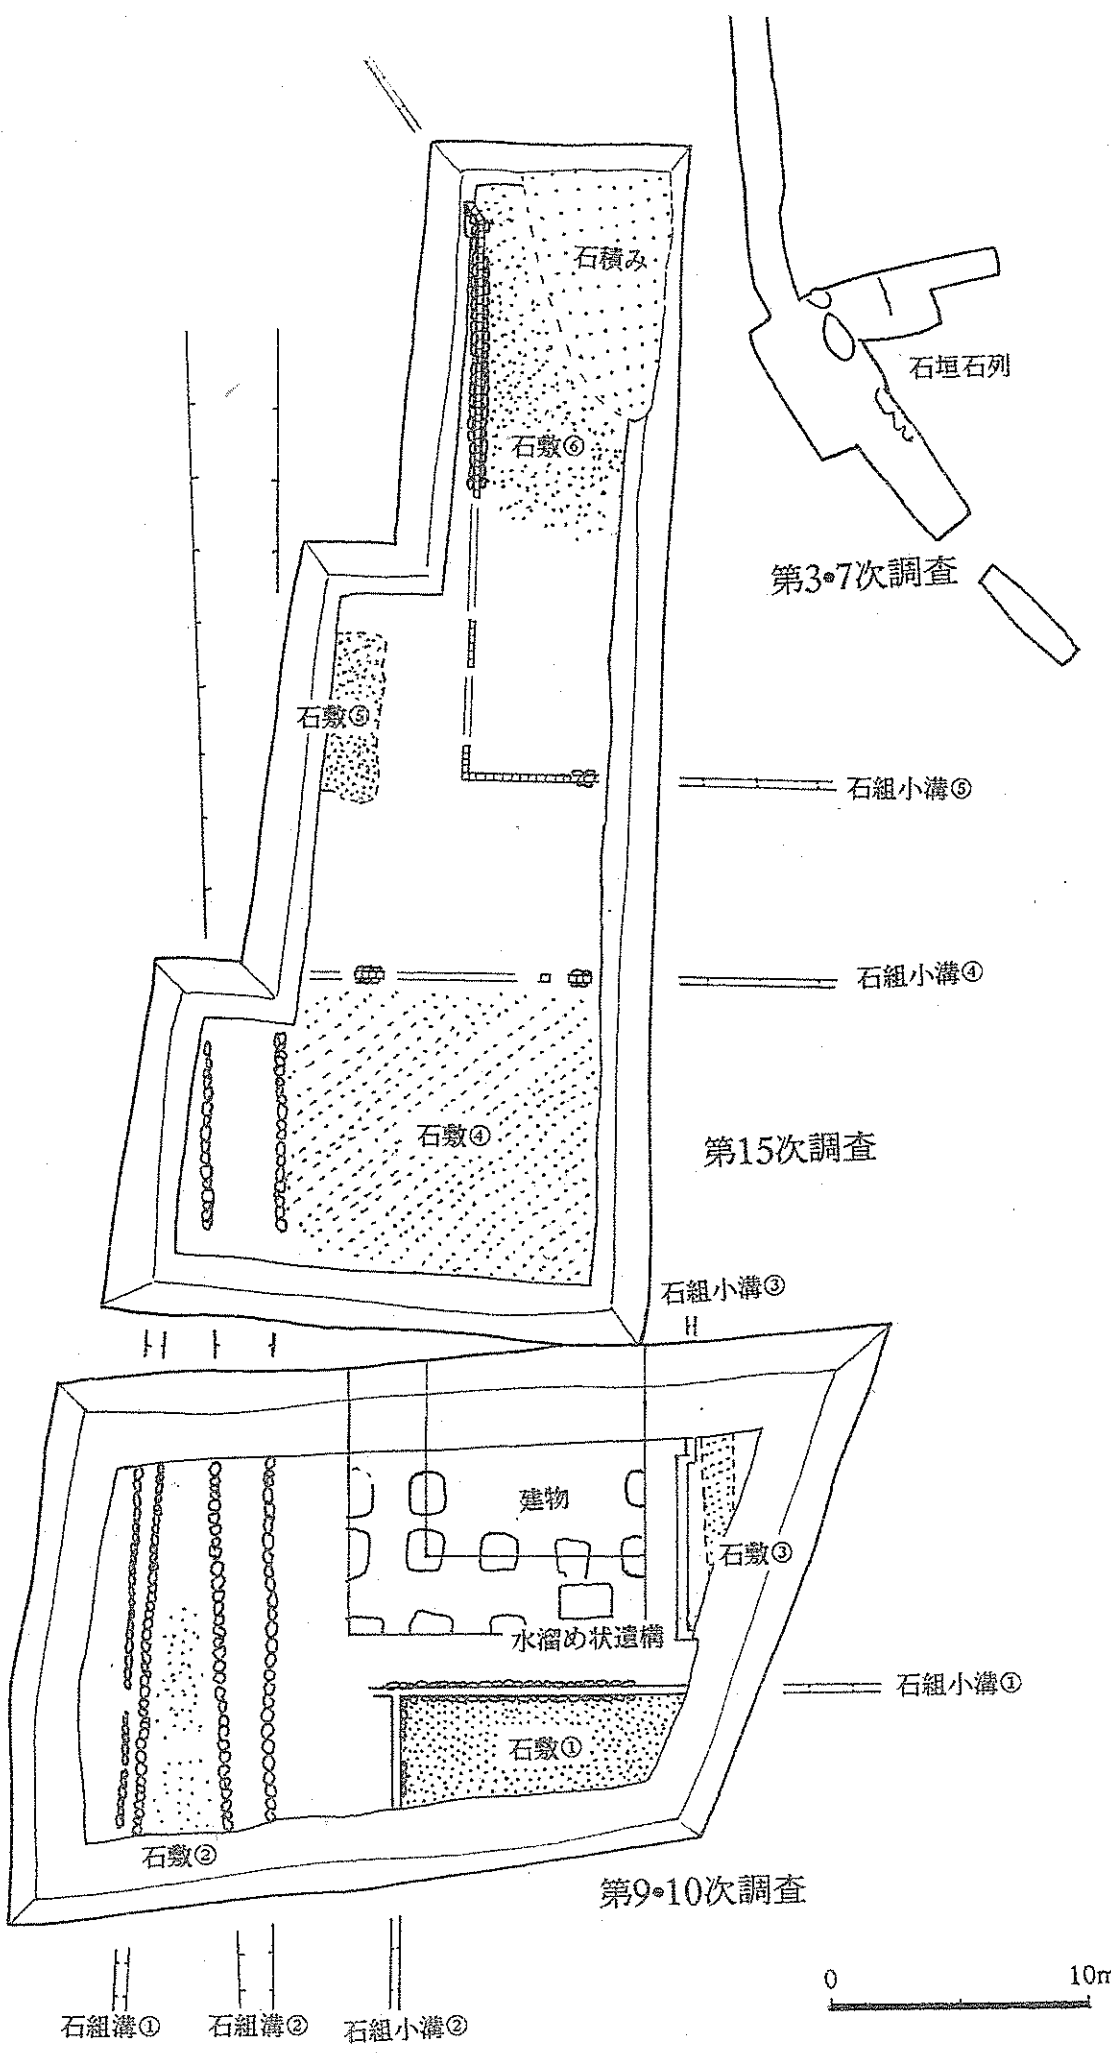 石積み
石垣石列
石敷⑥
第3•7次調査
石敷⑤
石組小溝⑤
石組小溝④
石敷④
第15次調査
石組小溝③
建物
石敷③
水溜め状遺構
石組小溝①
石敷①
石敷②
第9•10次調査
0
10m
石組溝①
石組溝②
石組小溝②